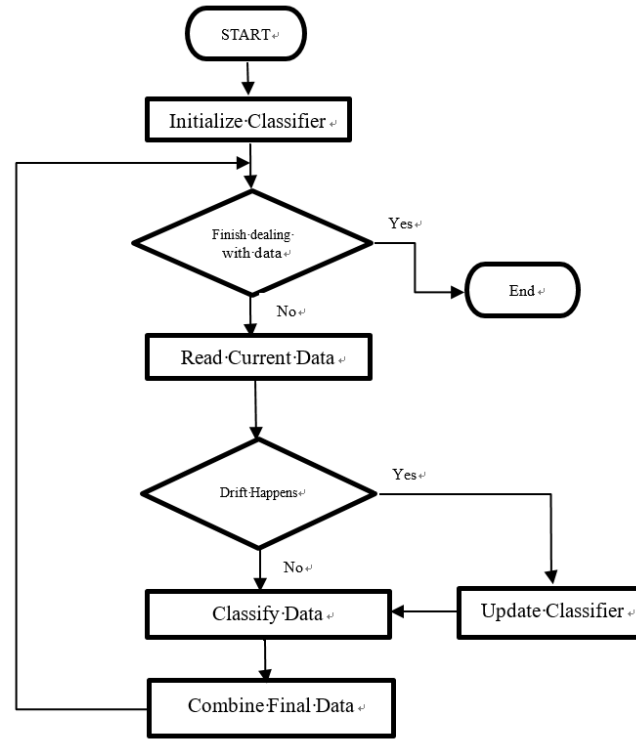 START
Initialize·Classifier↵
Finish·dealing·
with·data↵
Yes↵
End↵
No↵
Read·Current·Data↵
Drift·Happens↵
Yes↵
No↵
Classify·Data↵
Update·Classifier↵
Combine·Final·Data↵